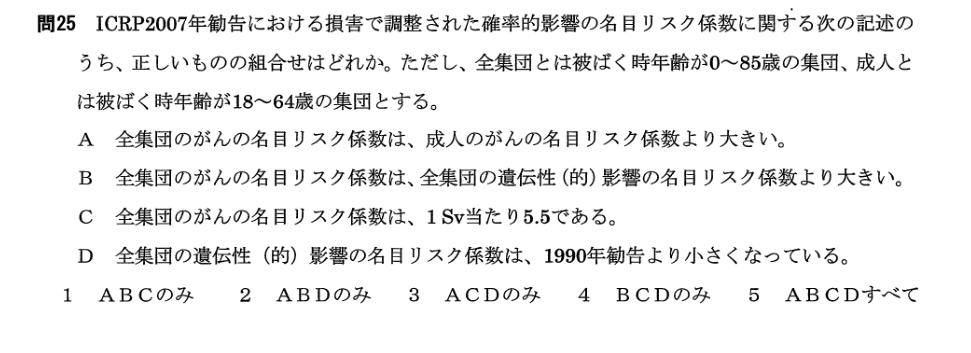 問25 ICRP2007年勧告における損害で調整された確率的影響の名目リスク係数に関する次の記述の
うち、正しいものの組合せはどれか。ただし、全集団とは被ばく時年齢が0〜85歳の集団、成人と
は被ばく時年齢が18〜64歳の集団とする。
A 全集団のがんの名目リスク係数は、成人のがんの名目リスク係数より大きい。
B 全集団のがんの名目リスク係数は、全集団の遺伝性(的)影響の名目リスク係数より大きい。
C 全集団のがんの名目リスク係数は、1 Sv当たり5.5である。
D 全集団の遺伝性(的)影響の名目リスク係数は、1990年勧告より小さくなっている。
1 ABCのみ 2 ABDのみ 3 ACDのみ 4 BCDのみ 5 ABCDすべて